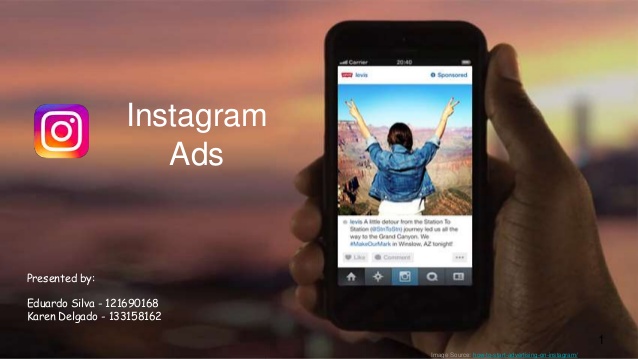 Instagram
Ads
Carrier
20:40
levis
Sponsored
levis A little detour from the Station To
Station (@StnToStn) journey led us all the
way to the Grand Canyon. We
#MakeOurMark in Winslow, AZ tonight!
Like
Comment
Presented by:
Eduardo Silva - 121690168
Karen Delgado - 133158162
1
Image Source: